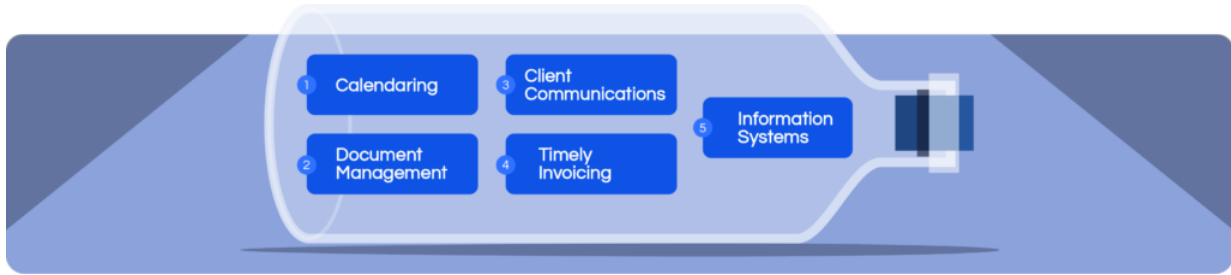 1
Calendaring
2
Document
Management
3
Client
Communications
4
Timely
Invoicing
5
Information
Systems